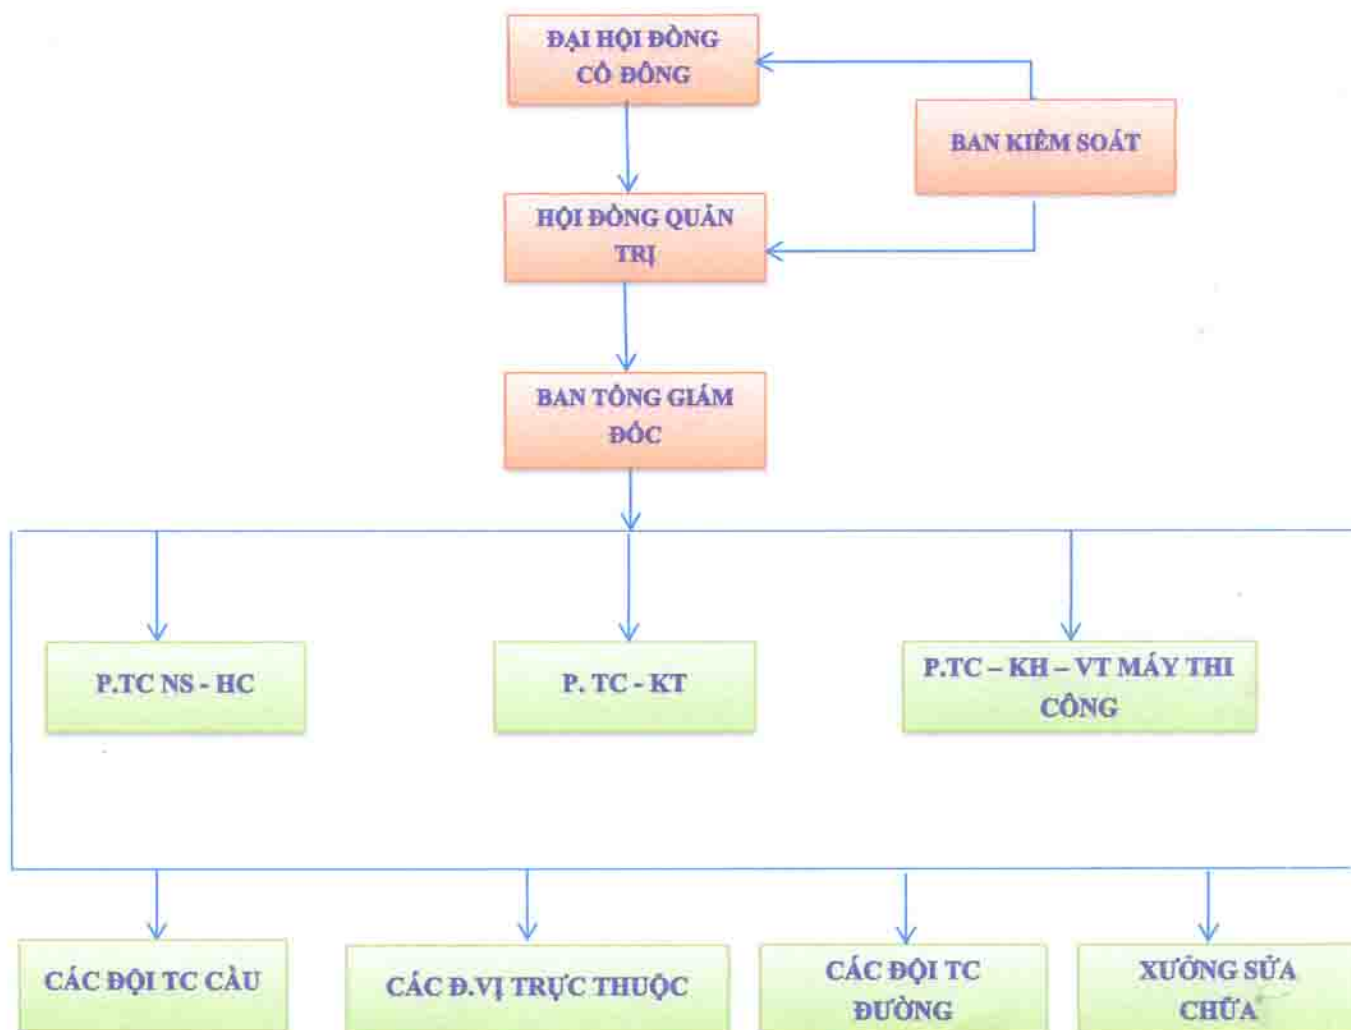 ĐẠI HỘI ĐỒNG
CỔ ĐÔNG
BAN KIỂM SOÁT
HỘI ĐỒNG QUẢN
TRỊ
BAN TỔNG GIÁM
ĐỐC
P.TC NS - HC
P. TC - KT
P.TC – KH – VT MÁY THI
CÔNG
CÁC ĐỘI TC CẦU
CÁC Đ.VỊ TRỰC THUỘC
CÁC ĐỘI TC
ĐƯỜNG
XƯỞNG SỬA
CHỮA